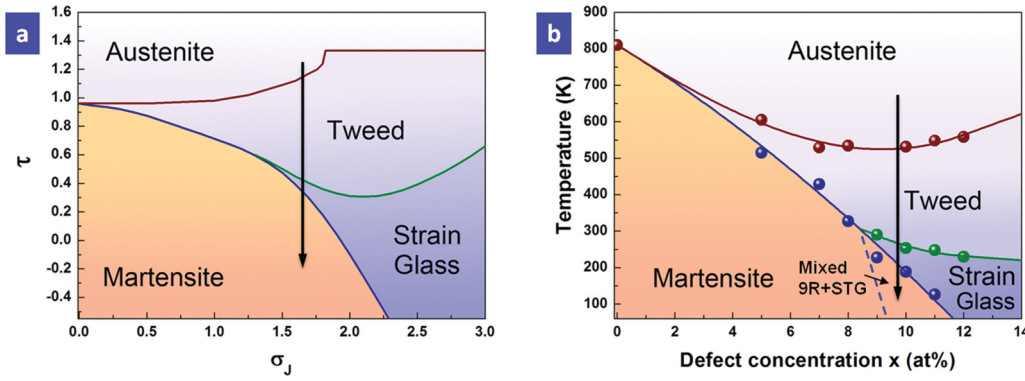 a
1.6
1.4
1.2
1.0
0.8
0.6
0.4
0.2
0.0
-0.2
-0.4
τ
Austenite
Tweed
Martensite
Strain
Glass
0.0 0.5 1.0 1.5 2.0 2.5 3.0
σJ
b
900
800
700
600
500
400
300
200
100
Temperature (K)
Austenite
Tweed
Martensite
Mixed
9R+STG
Strain
Glass
0 2 4 6 8 10 12 14
Defect concentration x (at%)